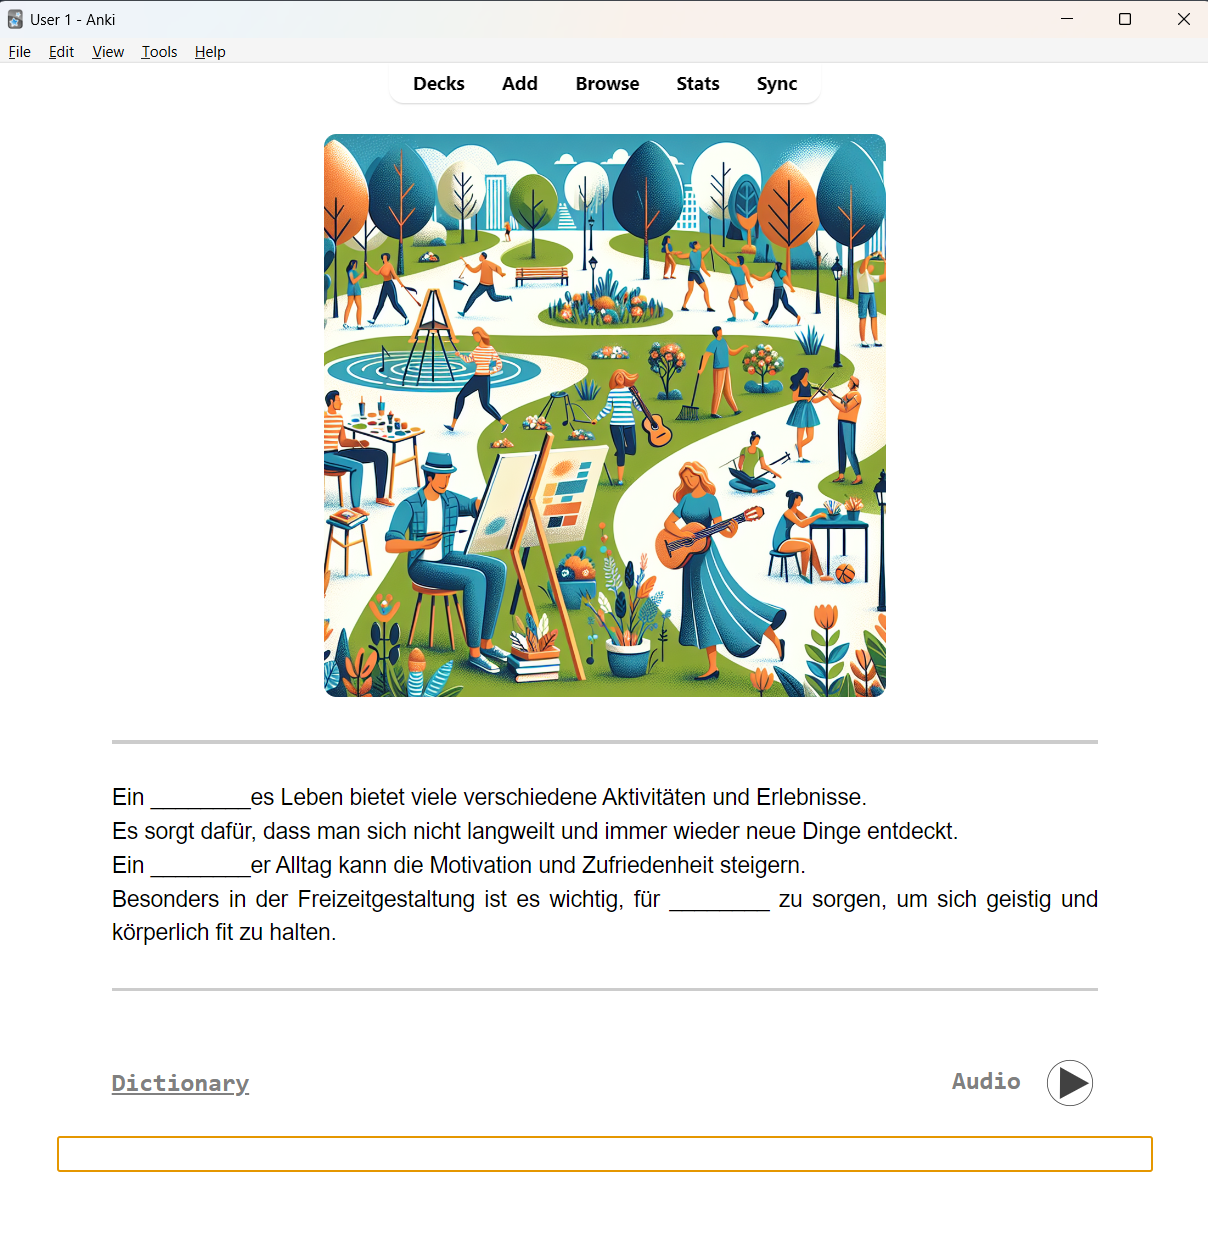 User 1 - Anki
File Edit View Tools Help
Decks Add Browse Stats Sync
Ein ________es Leben bietet viele verschiedene Aktivitäten und Erlebnisse.
Es sorgt dafür, dass man sich nicht langweilt und immer wieder neue Dinge entdeckt.
Ein ________er Alltag kann die Motivation und Zufriedenheit steigern.
Besonders in der Freizeitgestaltung ist es wichtig, für ________ zu sorgen, um sich geistig und
körperlich fit zu halten.
Dictionary Audio